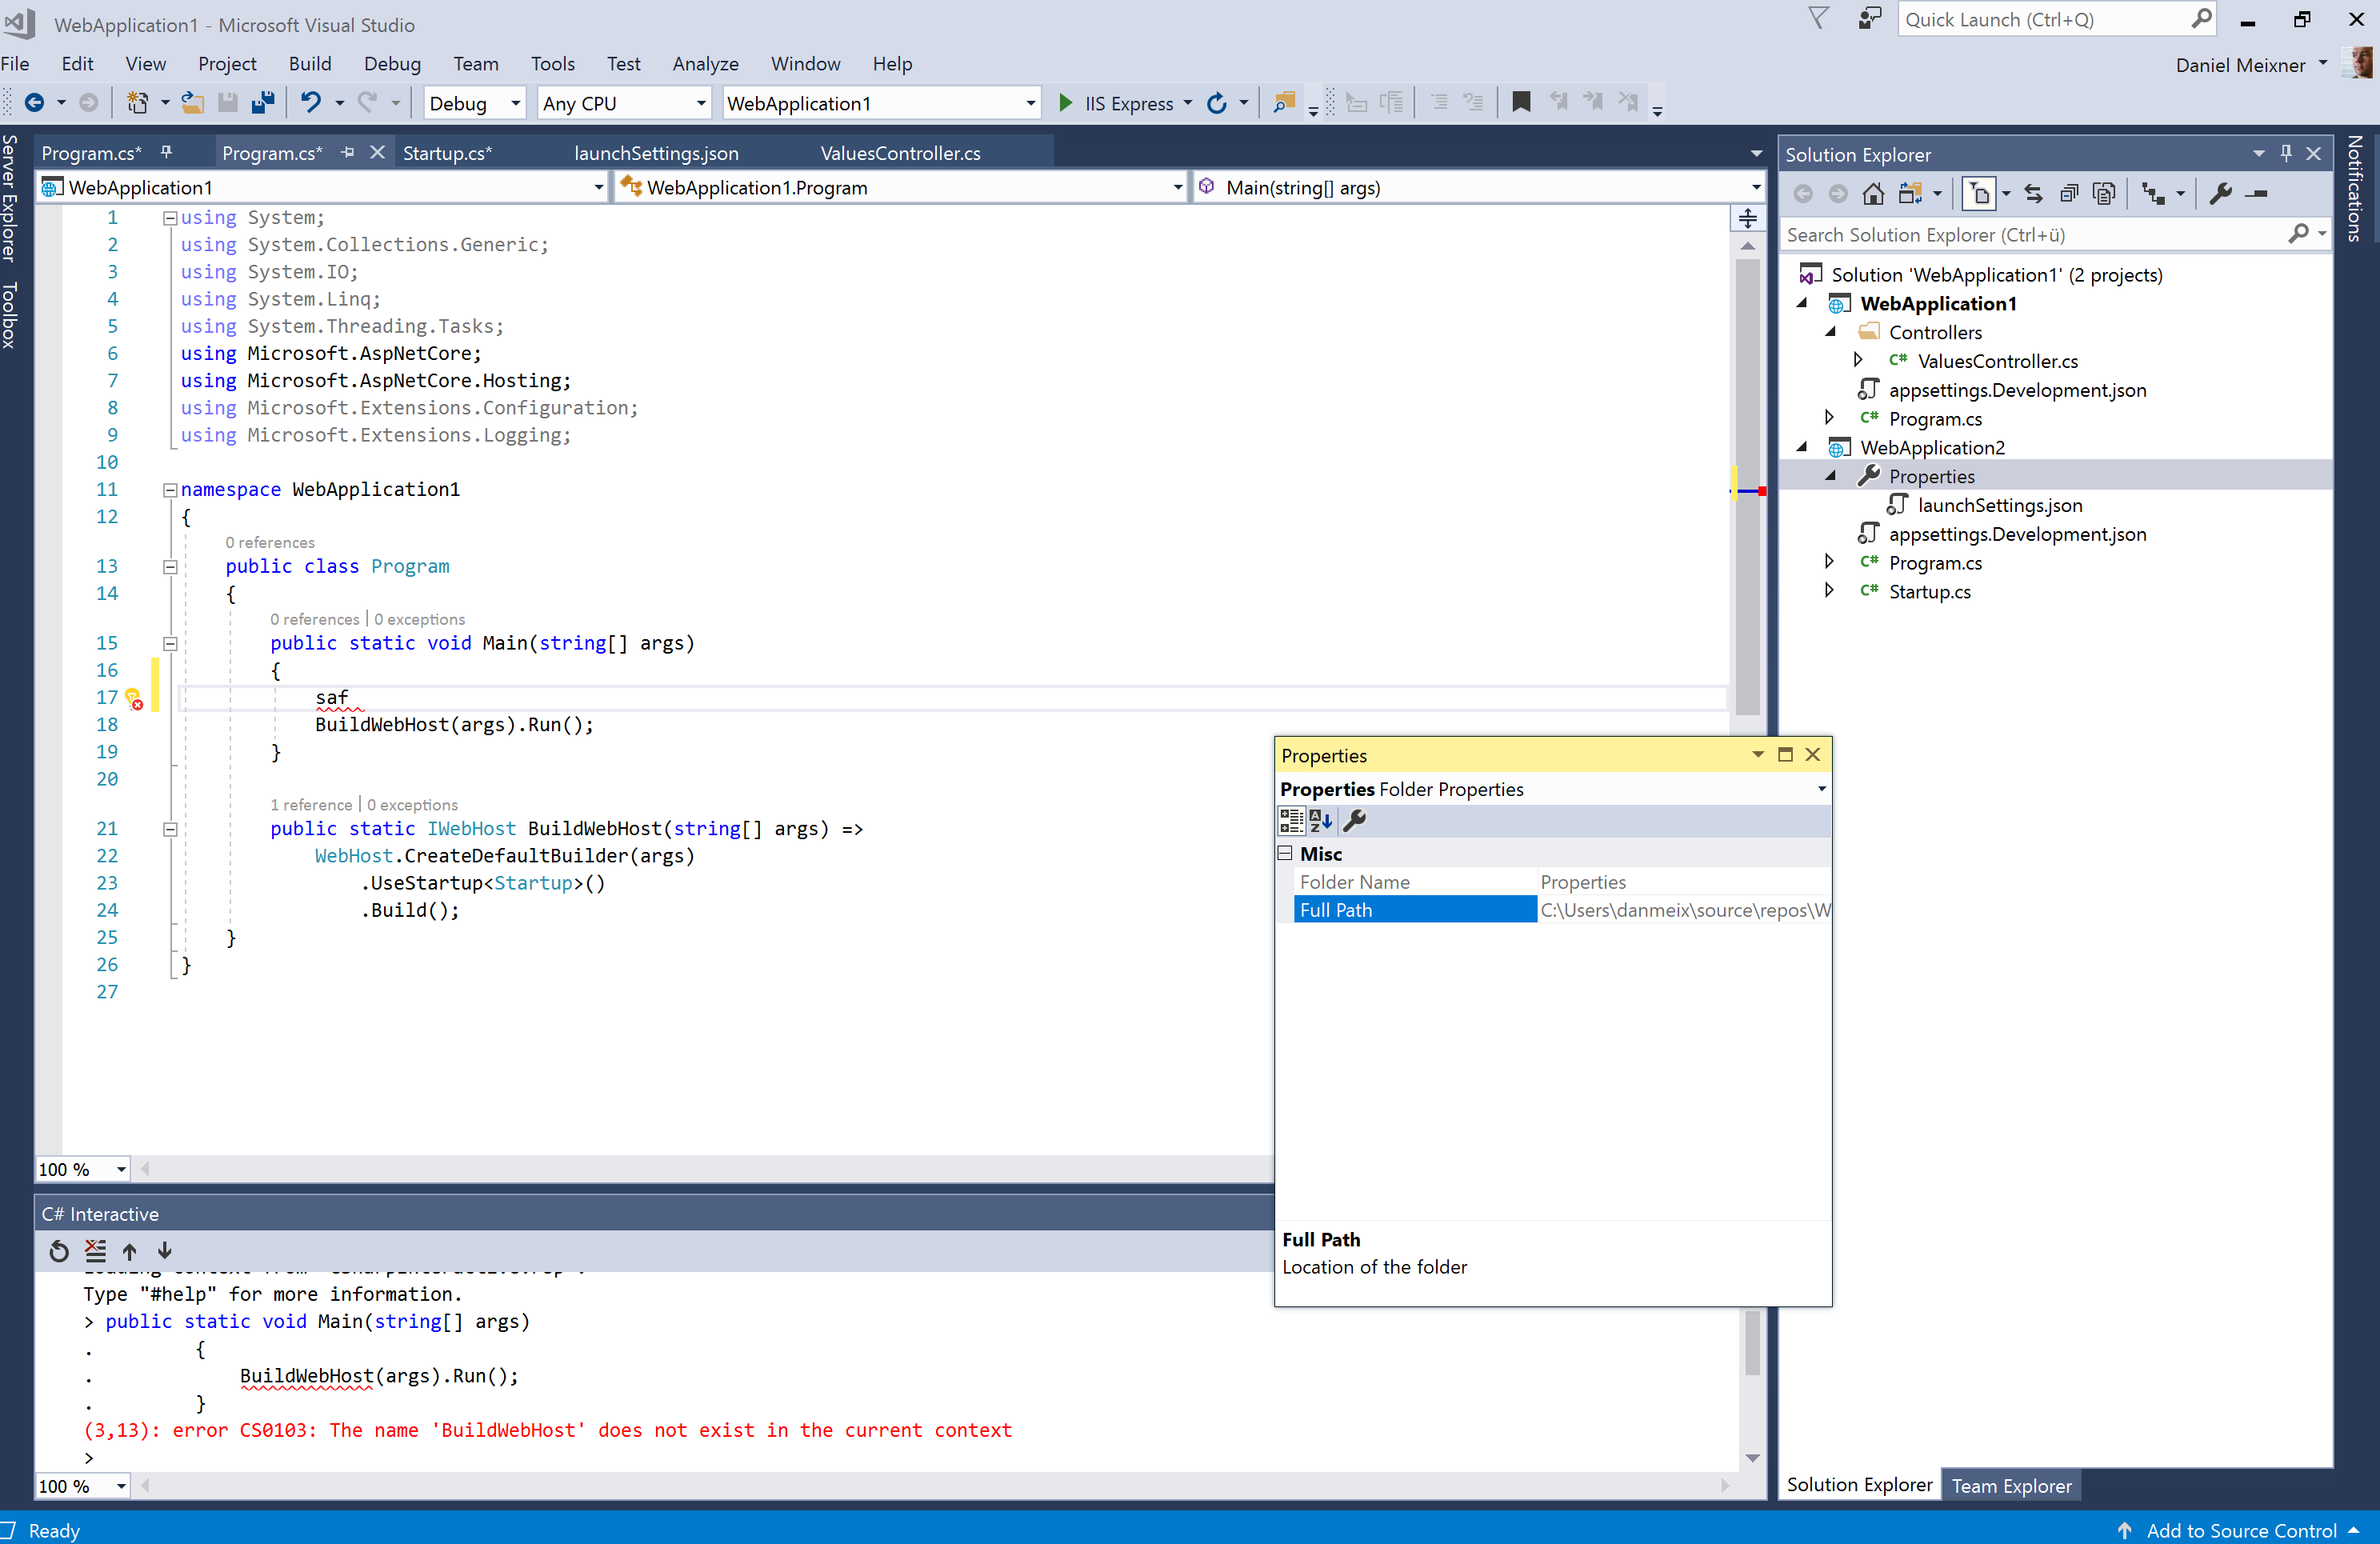 WebApplication1 - Microsoft Visual Studio
Quick Launch (Ctrl+Q)
File Edit View Project Build Debug Team Tools Test Analyze Window Help
Daniel Meixner
Debug Any CPU WebApplication1 IIS Express
Server Explorer
Toolbox
Program.cs* Program.cs* Startup.cs* launchSettings.json ValuesController.cs
WebApplication1 WebApplication1.Program Main(string[] args)
1 using System;
2 using System.Collections.Generic;
3 using System.IO;
4 using System.Linq;
5 using System.Threading.Tasks;
6 using Microsoft.AspNetCore;
7 using Microsoft.AspNetCore.Hosting;
8 using Microsoft.Extensions.Configuration;
9 using Microsoft.Extensions.Logging;
10
11 namespace WebApplication1
12 {
0 references
13 public class Program
14 {
0 references | 0 exceptions
15 public static void Main(string[] args)
16 {
17 saf
18 BuildWebHost(args).Run();
19 }
20
1 reference | 0 exceptions
21 public static IWebHost BuildWebHost(string[] args) =>
22 WebHost.CreateDefaultBuilder(args)
23 .UseStartup<Startup>()
24 .Build();
25 }
26 }
27
100 %
C# Interactive
Type "#help" for more information.
> public static void Main(string[] args)
. {
. BuildWebHost(args).Run();
. }
(3,13): error CS0103: The name 'BuildWebHost' does not exist in the current context
>
100 %
Properties
Properties Folder Properties
Misc
Folder Name Properties
Full Path C:\Users\danmeix\source\repos\W
Full Path
Location of the folder
Solution Explorer
Search Solution Explorer (Ctrl+ü)
Solution 'WebApplication1' (2 projects)
WebApplication1
Controllers
C# ValuesController.cs
appsettings.Development.json
C# Program.cs
WebApplication2
Properties
launchSettings.json
appsettings.Development.json
C# Program.cs
C# Startup.cs
Solution Explorer Team Explorer
Notifications
Ready
Add to Source Control